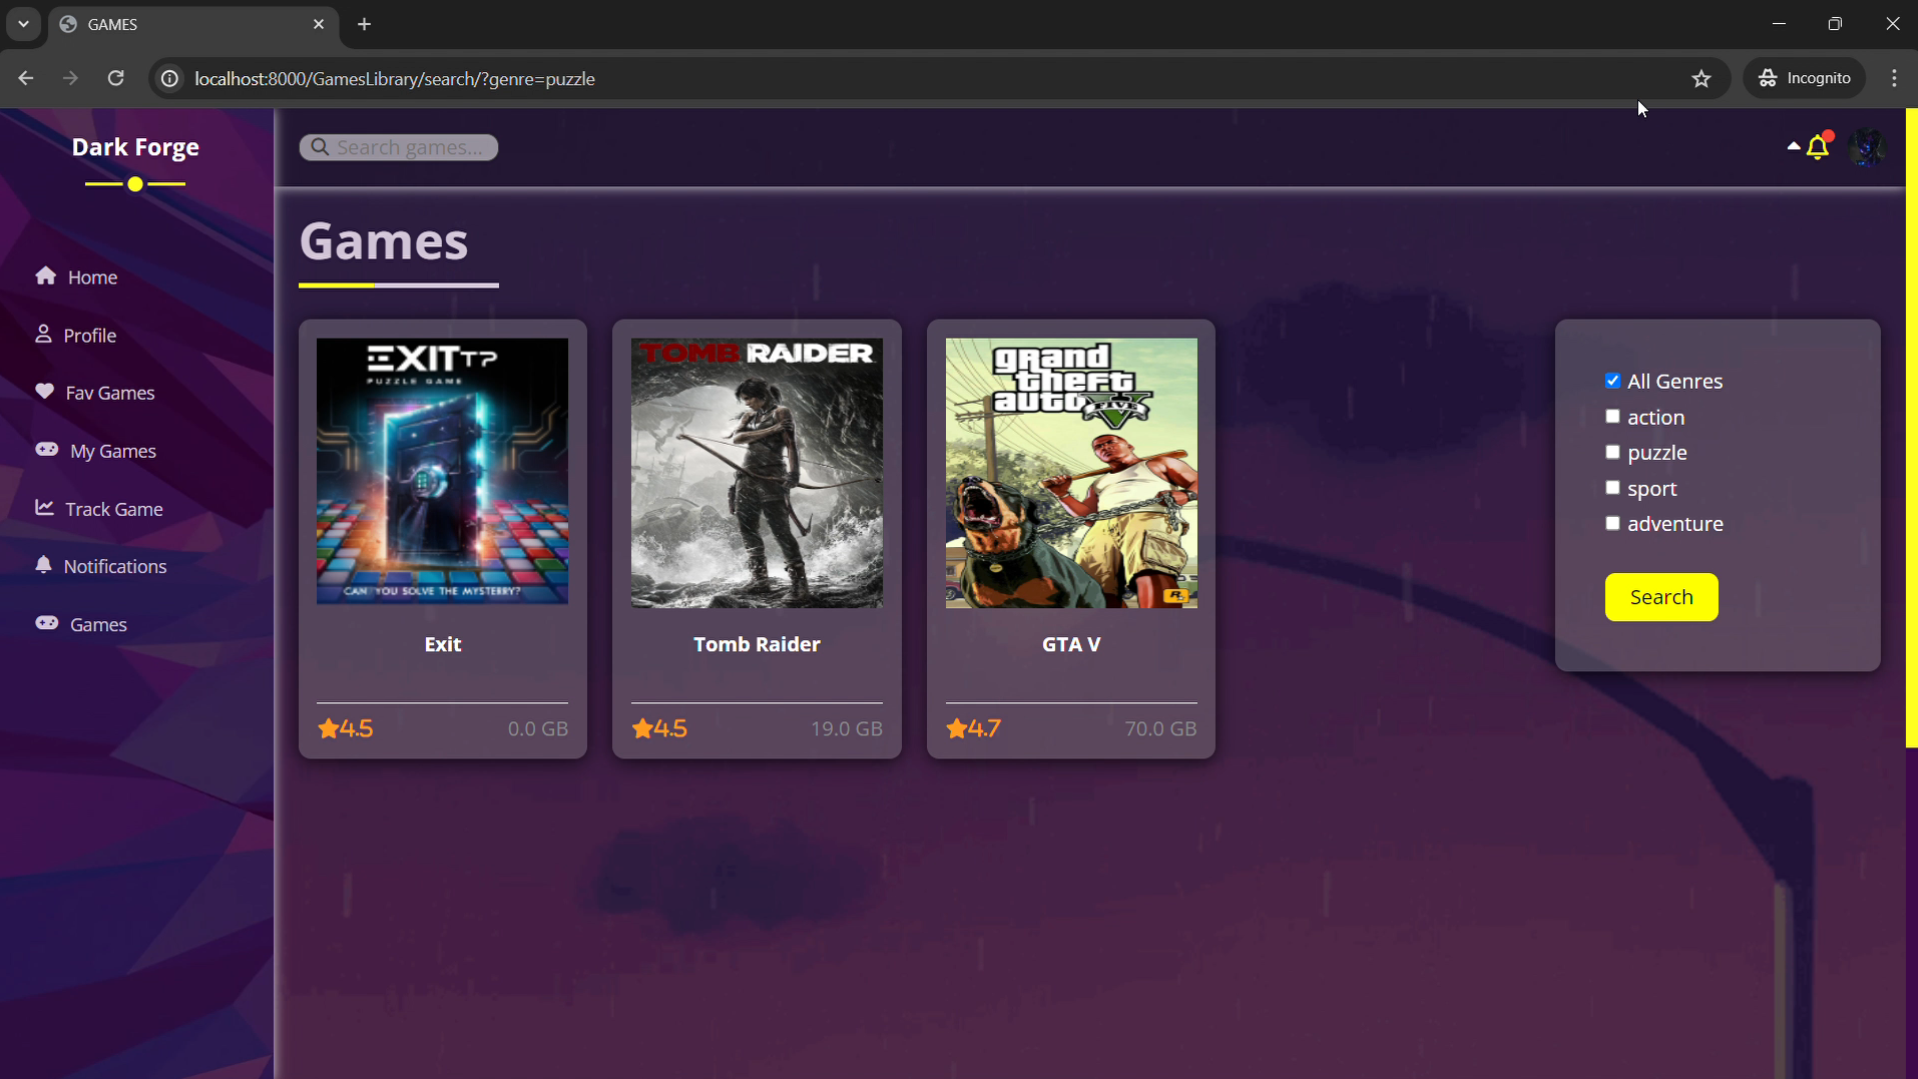 GAMES
localhost:8000/GamesLibrary/search/?genre=puzzle
Incognito
Dark Forge
Search games...
Home
Profile
Fav Games
My Games
Track Game
Notifications
Games
Games
EXIT TP
PUZZLE GAME
CAN YOU SOLVE THE MYSTERRY?
Exit
4.5
0.0 GB
TOMB RAIDER
Tomb Raider
4.5
19.0 GB
grand
theft
auto
V
FIVE
R
GTA V
4.7
70.0 GB
All Genres
action
puzzle
sport
adventure
Search